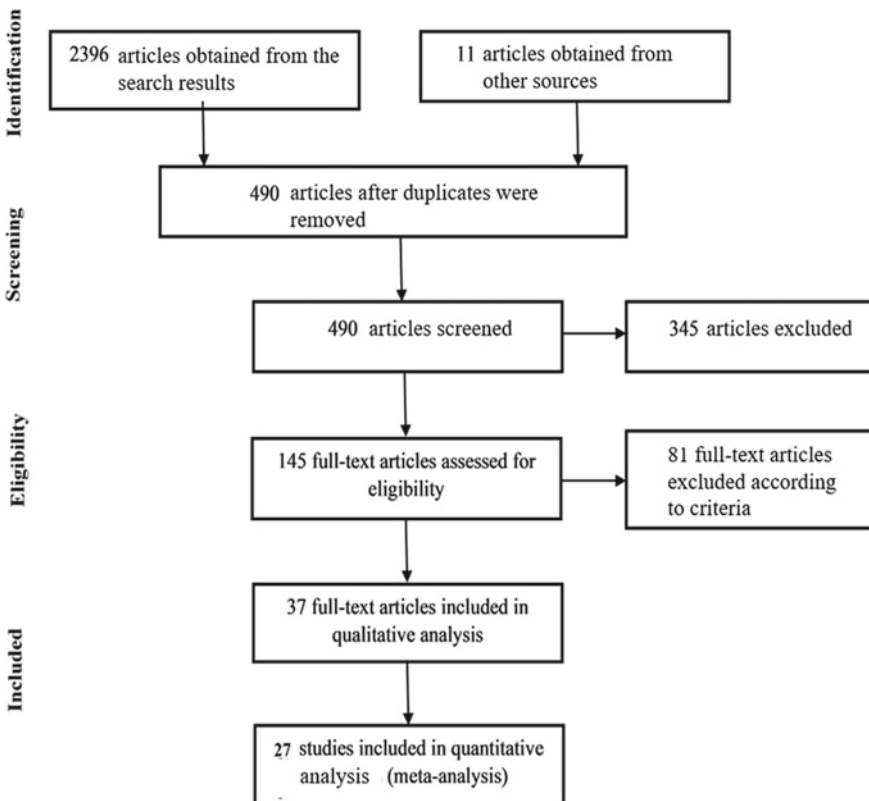 Identification
2396 articles obtained from the
search results
11 articles obtained from
other sources
490 articles after duplicates were
removed
Screening
490 articles screened
345 articles excluded
Eligibility
145 full-text articles assessed for
eligibility
81 full-text articles
excluded according
to criteria
Included
37 full-text articles included in
qualitative analysis
27 studies included in quantitative
analysis (meta-analysis)